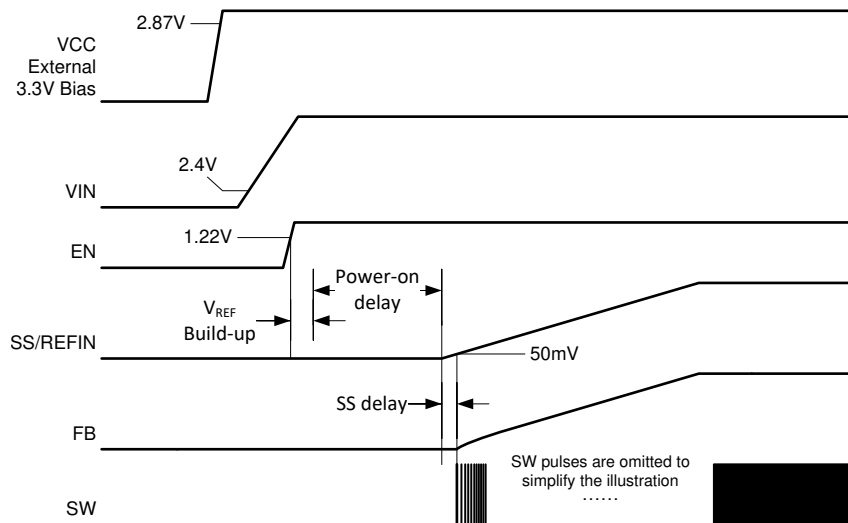 2.87V
VCC
External
3.3V Bias
2.4V
VIN
1.22V
EN
Power-on
delay
VREF
Build-up
SS/REFIN
50mV
SS delay
FB
SW pulses are omitted to
simplify the illustration
......
SW